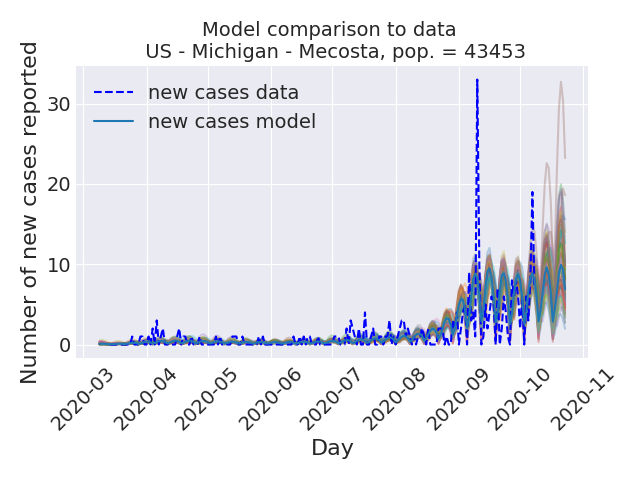 Model comparison to data
US - Michigan - Mecosta, pop. = 43453
Number of new cases reported
30
20
10
0
new cases data
new cases model
2020-03
2020-04
2020-05
2020-06
2020-07
2020-08
2020-09
2020-10
2020-11
Day